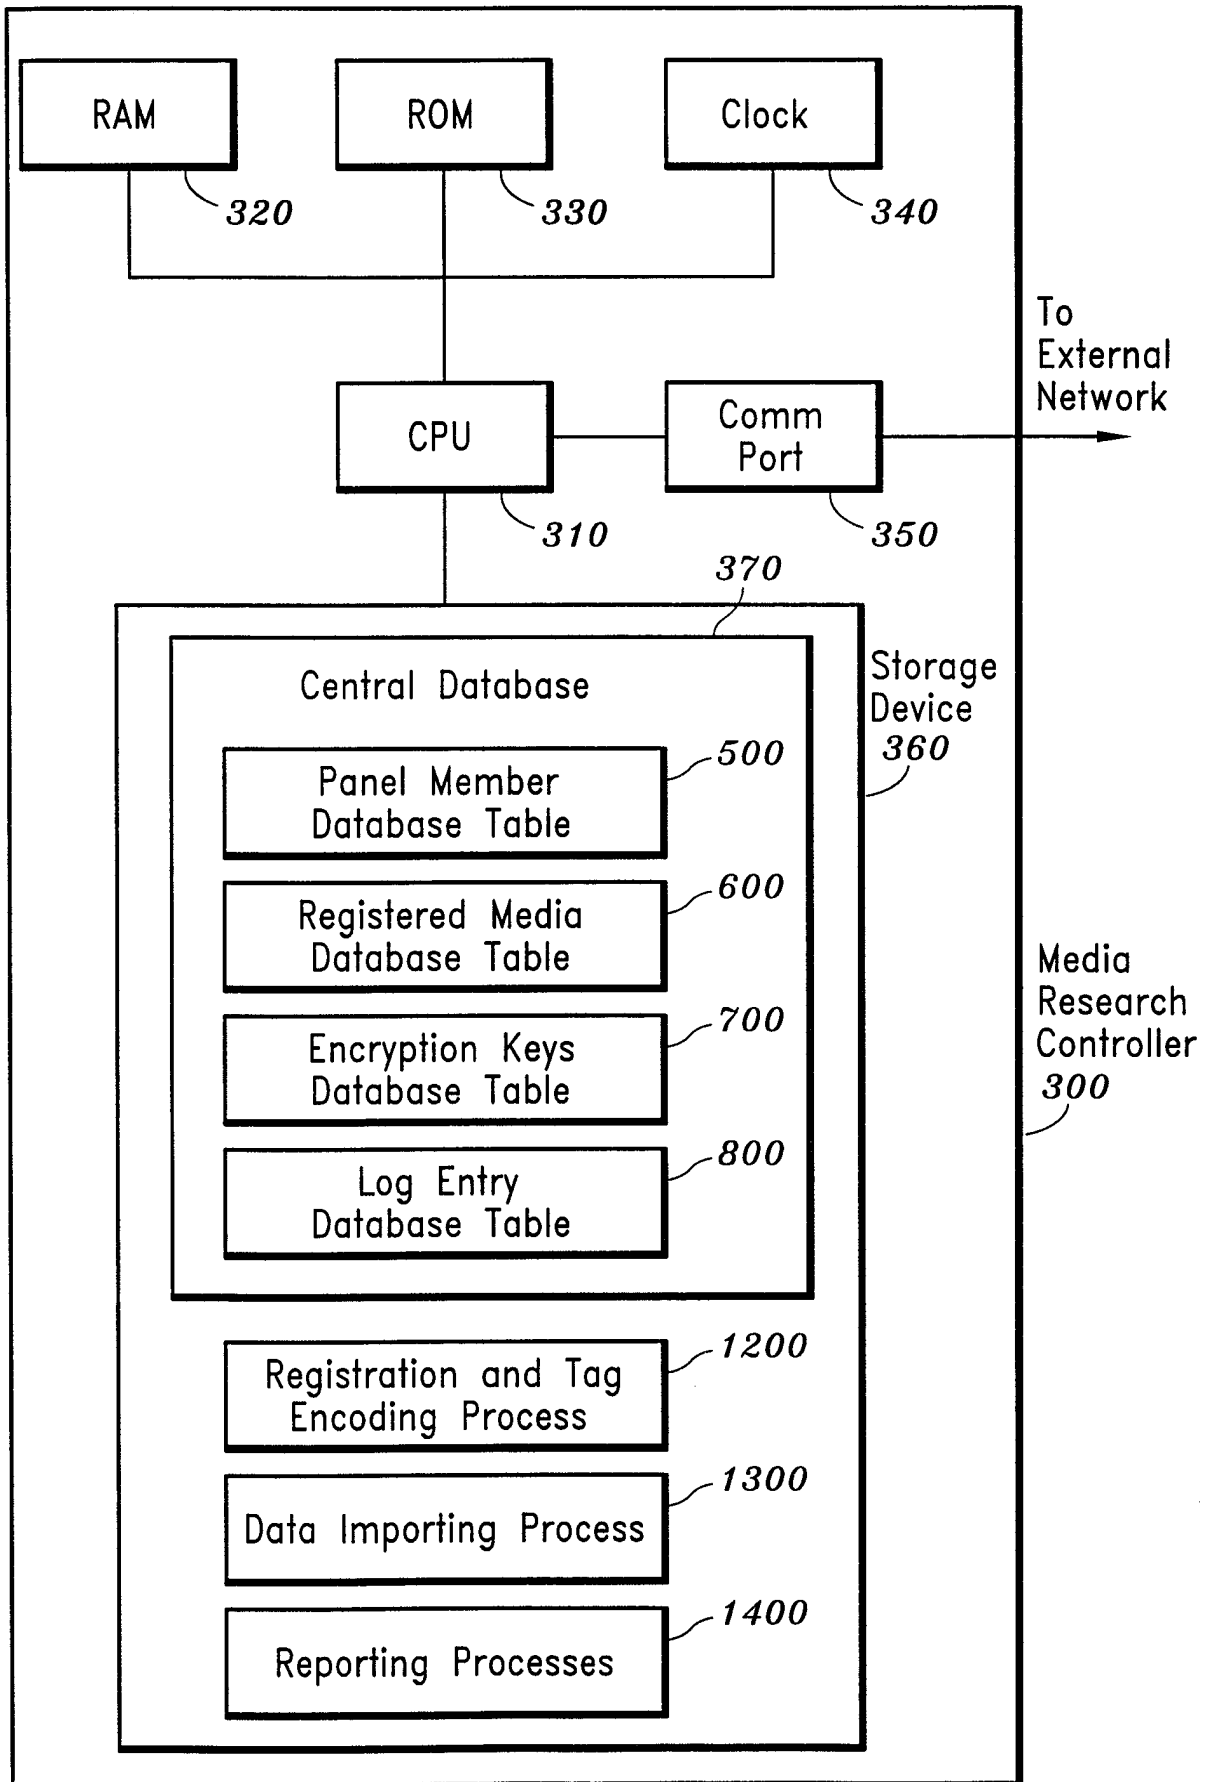 RAM
ROM
Clock
320
330
340
To
External
Network
CPU
Comm
Port
310
350
370
Central Database
Storage
Device
360
Panel Member
Database Table
500
Registered Media
Database Table
600
Encryption Keys
Database Table
700
Log Entry
Database Table
800
Media
Research
Controller
300
Registration and Tag
Encoding Process
1200
Data Importing Process
1300
Reporting Processes
1400